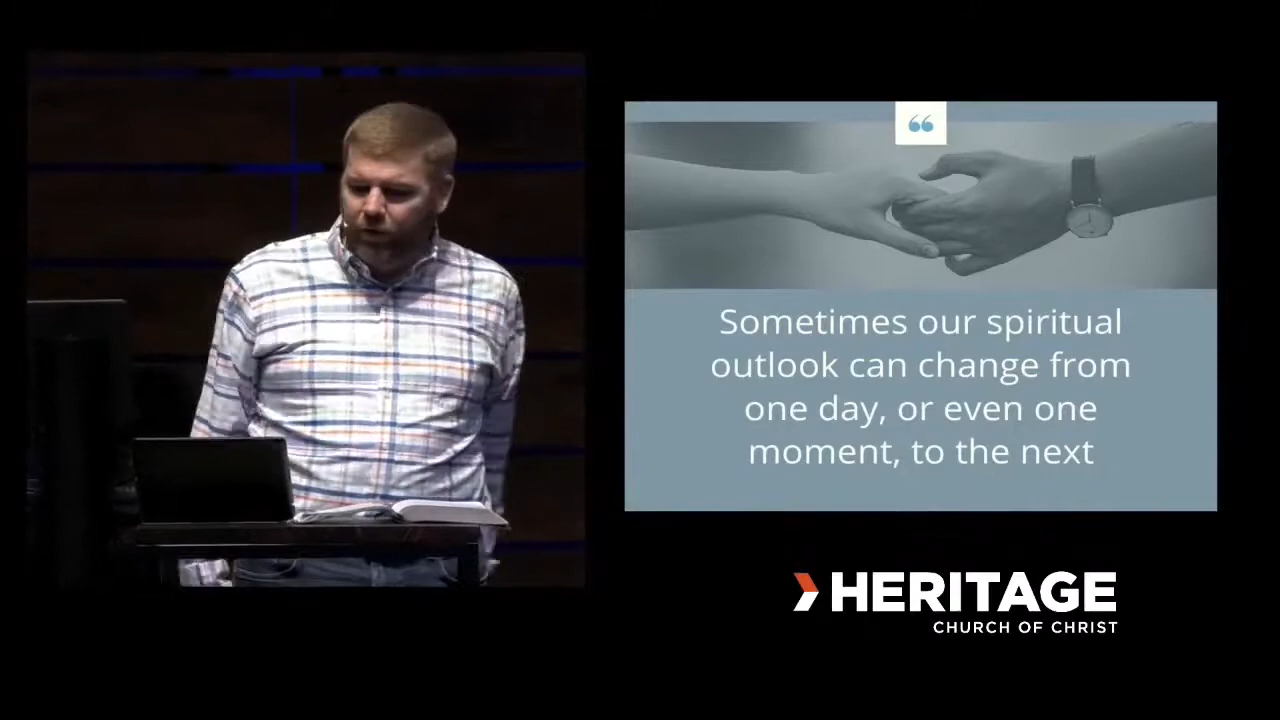 “
Sometimes our spiritual
outlook can change from
one day, or even one
moment, to the next
HERITAGE
CHURCH OF CHRIST